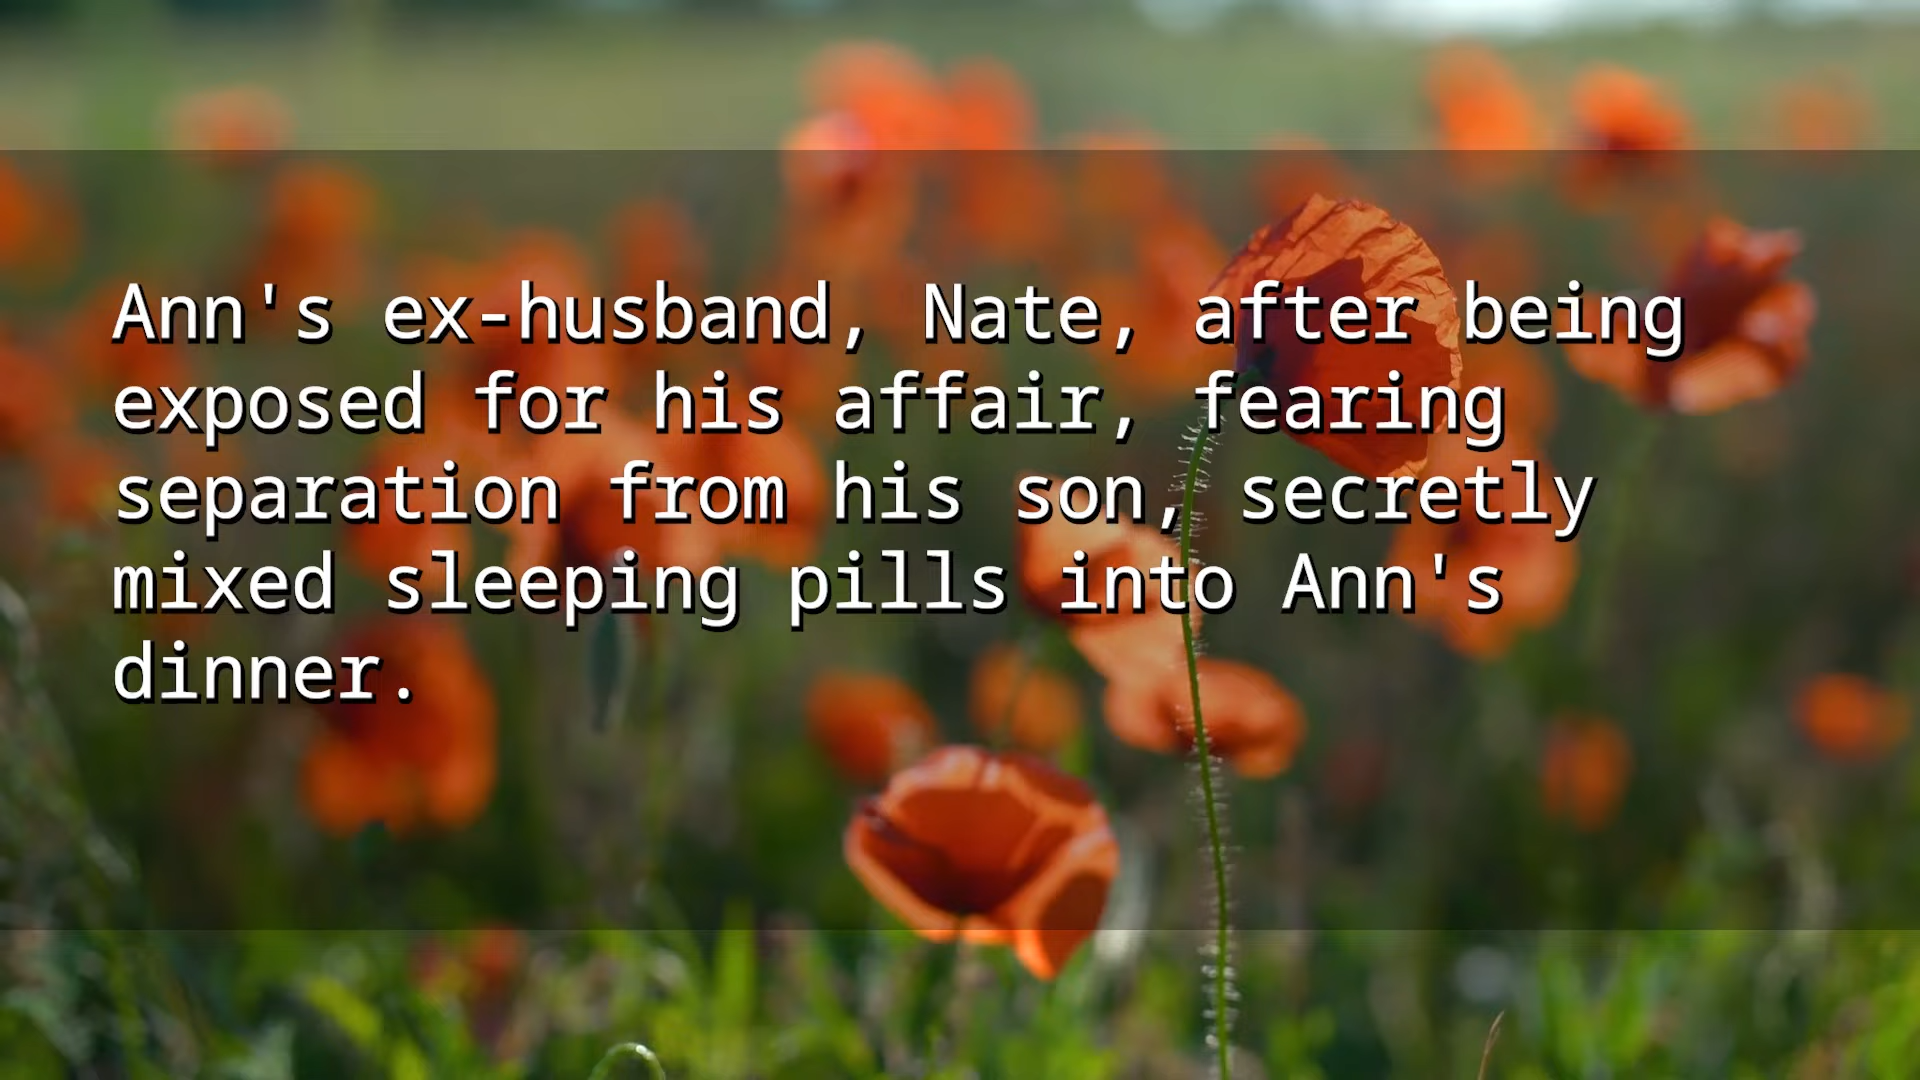 Ann's ex-husband, Nate, after being
exposed for his affair, fearing
separation from his son, secretly
mixed sleeping pills into Ann's
dinner.